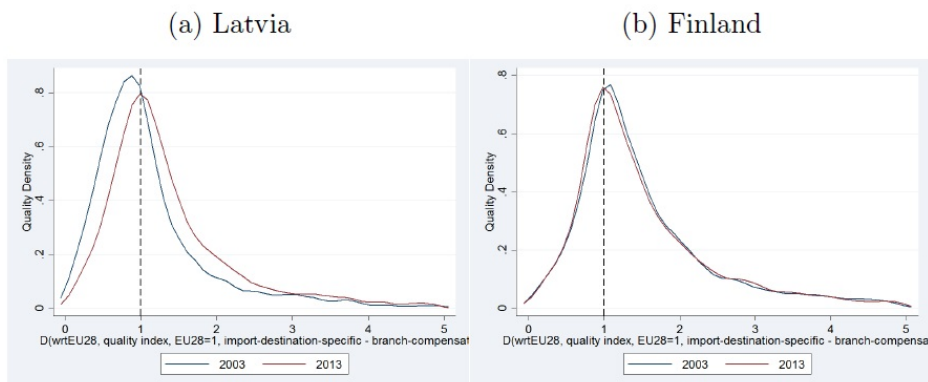 (a) Latvia
(b) Finland
Quality Density
.8
.6
.4
.2
0
0 1 2 3 4 5
D(wrtEU28, quality index, EU28=1, import-destination-specific - branch-compensat
2003 2013
Quality Density
.8
.6
.4
.2
0
0 1 2 3 4 5
D(wrtEU28, quality index, EU28=1, import-destination-specific - branch-compensat
2003 2013